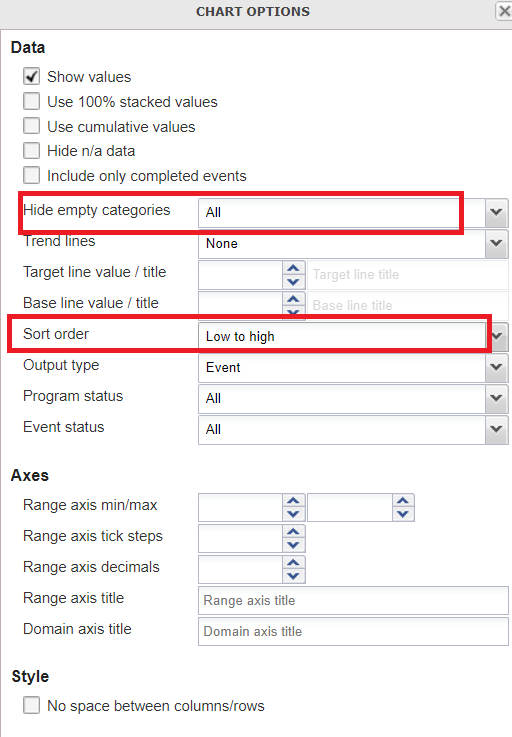 CHART OPTIONS
Data
Show values
Use 100% stacked values
Use cumulative values
Hide n/a data
Include only completed events
Hide empty categories All
Trend lines None
Target line value / title Target line title
Base line value / title Base line title
Sort order Low to high
Output type Event
Program status All
Event status All
Axes
Range axis min/max
Range axis tick steps
Range axis decimals
Range axis title Range axis title
Domain axis title Domain axis title
Style
No space between columns/rows